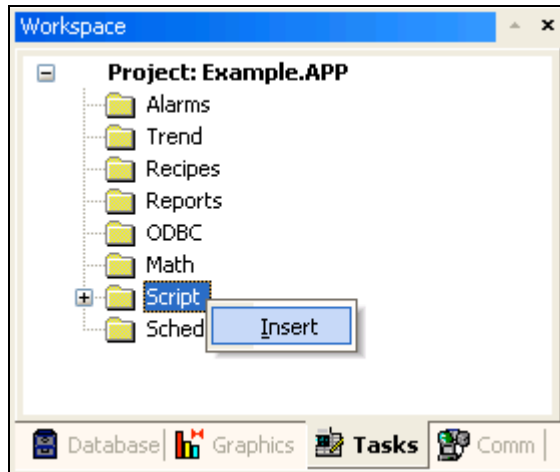 Workspace
Project: Example.APP
Alarms
Trend
Recipes
Reports
ODBC
Math
Script
Sched
Insert
Database Graphics Tasks Comm